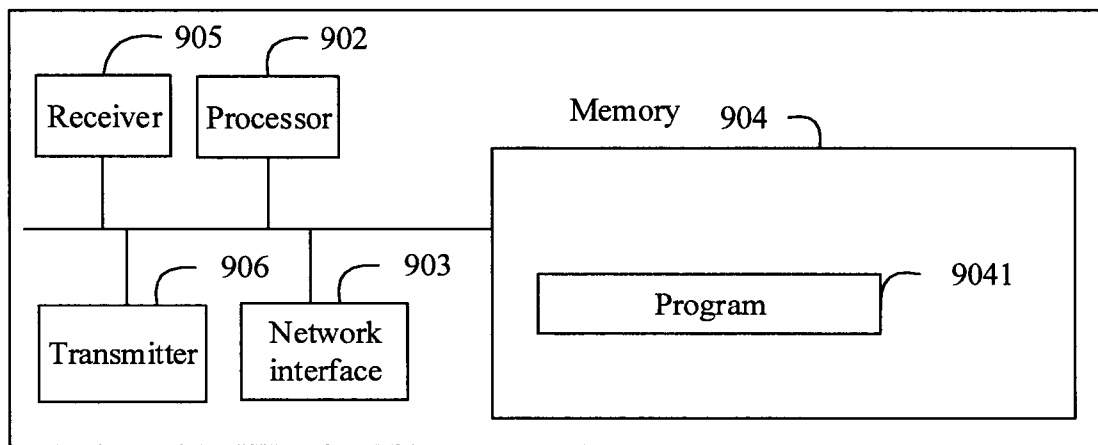 905
902
Receiver
Processor
Memory
904
906
903
9041
Program
Transmitter
Network
interface